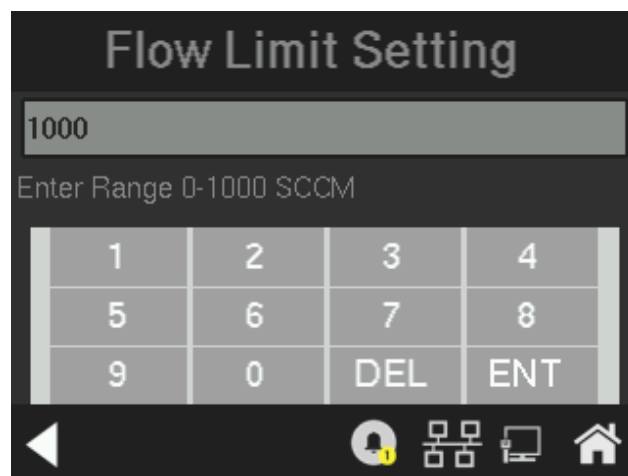 Flow Limit Setting
1000
Enter Range 0-1000 SCCM
1 2 3 4
5 6 7 8
9 0 DEL ENT
1